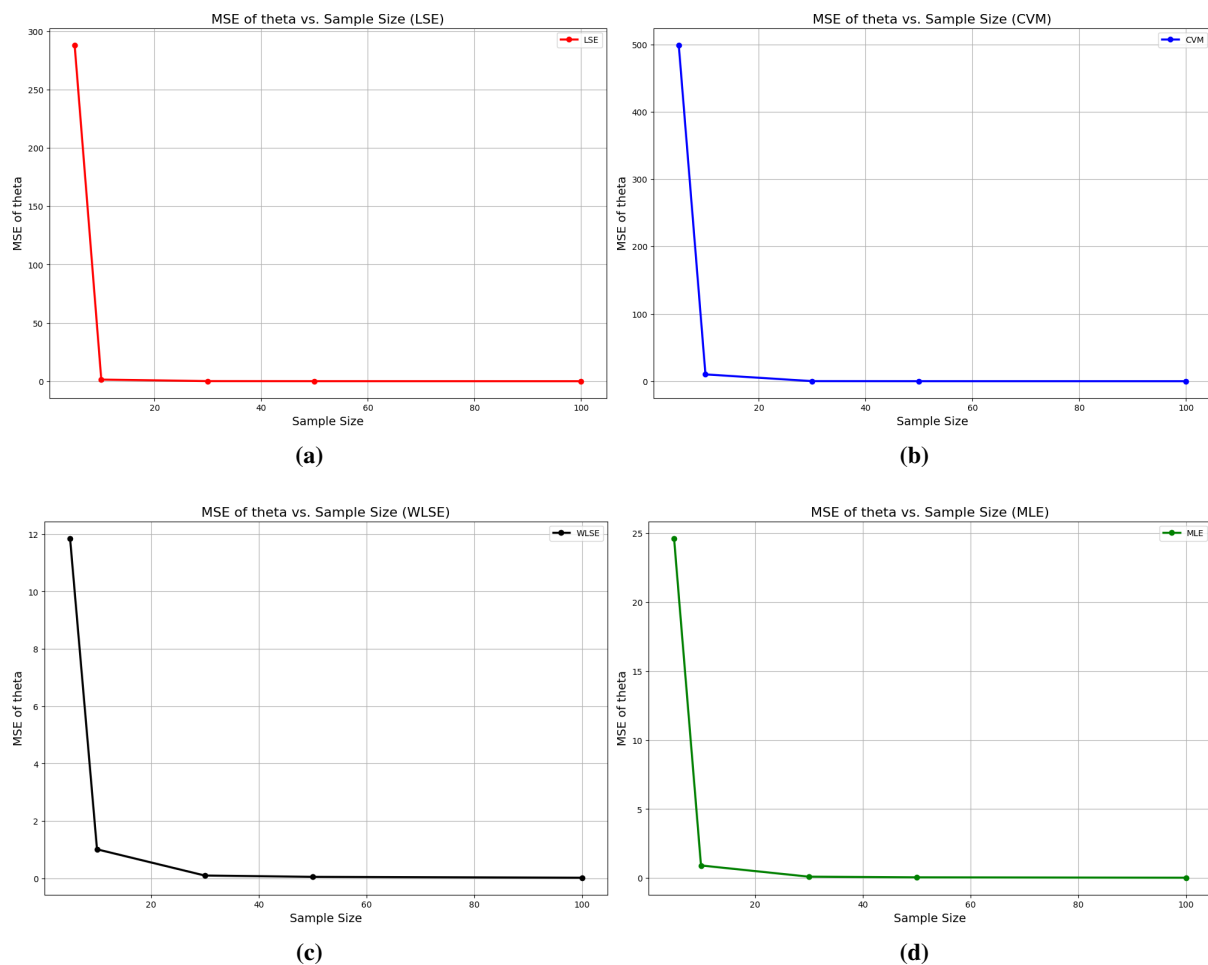 MSE of theta vs. Sample Size (LSE)
LSE
300
250
200
150
100
50
0
MSE of theta
20
40
60
80
100
Sample Size
(a)
MSE of theta vs. Sample Size (CVM)
CVM
500
400
300
200
100
0
MSE of theta
20
40
60
80
100
Sample Size
(b)
MSE of theta vs. Sample Size (WLSE)
WLSE
12
10
8
6
4
2
0
MSE of theta
20
40
60
80
100
Sample Size
(c)
MSE of theta vs. Sample Size (MLE)
MLE
25
20
15
10
5
0
MSE of theta
20
40
60
80
100
Sample Size
(d)